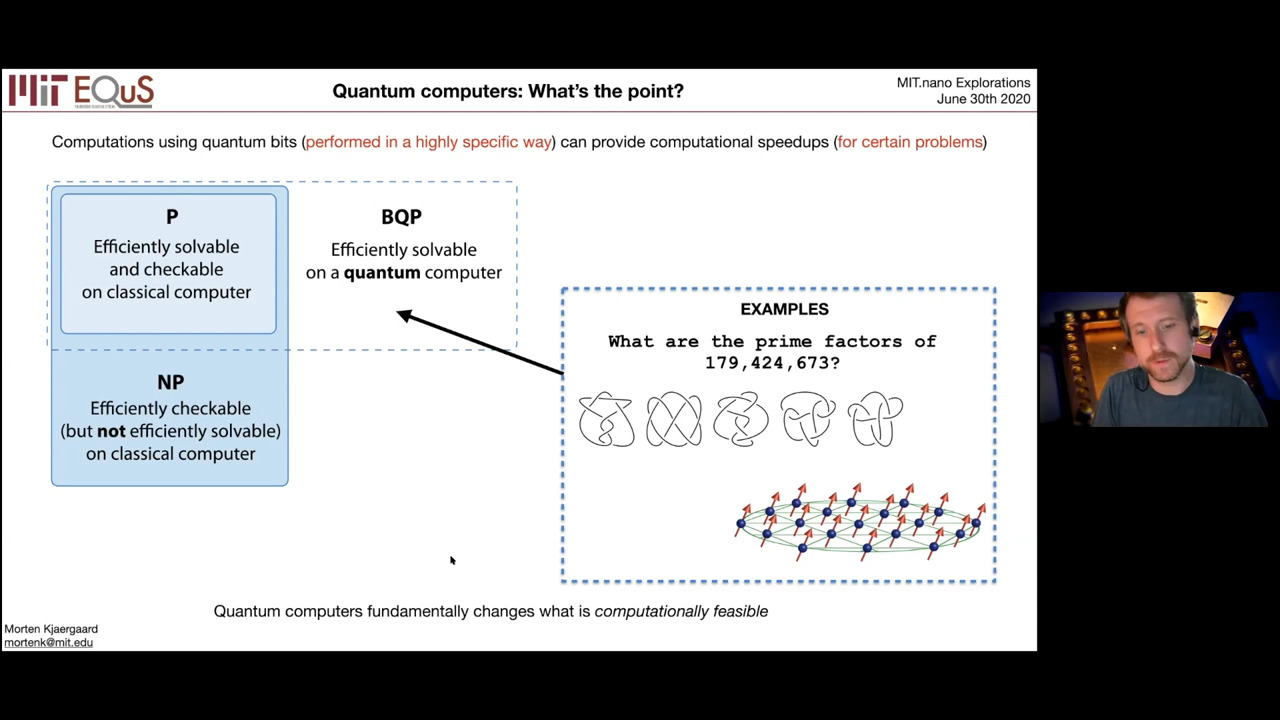 MIT EQuS
Quantum computers: What's the point?
MIT.nano Explorations
June 30th 2020
Computations using quantum bits (performed in a highly specific way) can provide computational speedups (for certain problems)
P
Efficiently solvable
and checkable
on classical computer
BQP
Efficiently solvable
on a quantum computer
NP
Efficiently checkable
(but not efficiently solvable)
on classical computer
EXAMPLES
What are the prime factors of
179,424,673?
Quantum computers fundamentally changes what is computationally feasible
Morten Kjaergaard
mortenk@mit.edu